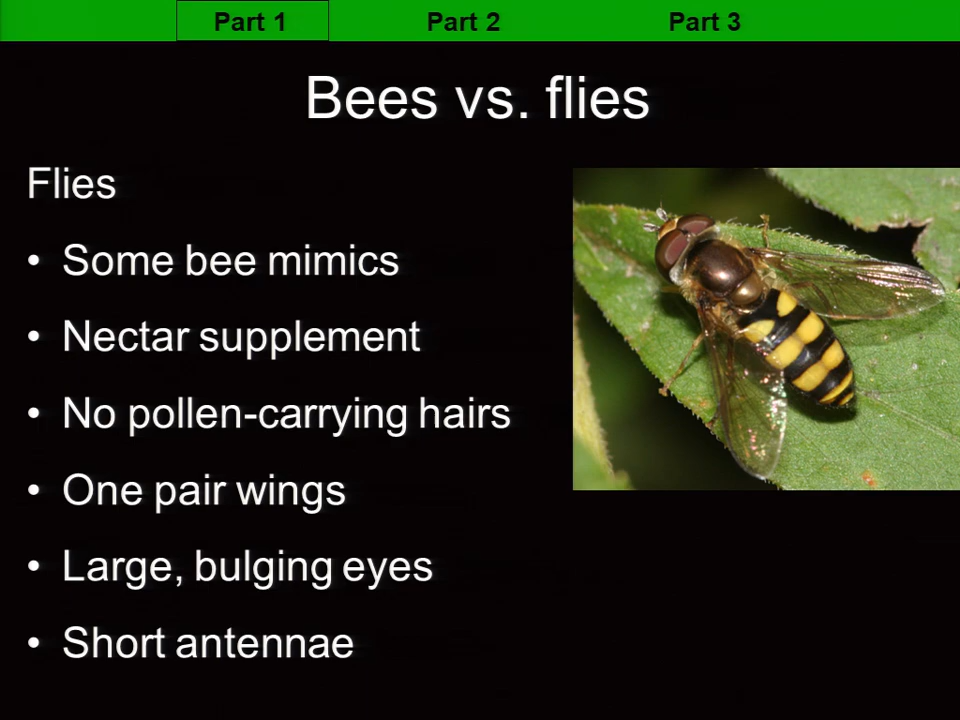 Part 1 Part 2 Part 3
Bees vs. flies
Flies
• Some bee mimics
• Nectar supplement
• No pollen-carrying hairs
• One pair wings
• Large, bulging eyes
• Short antennae